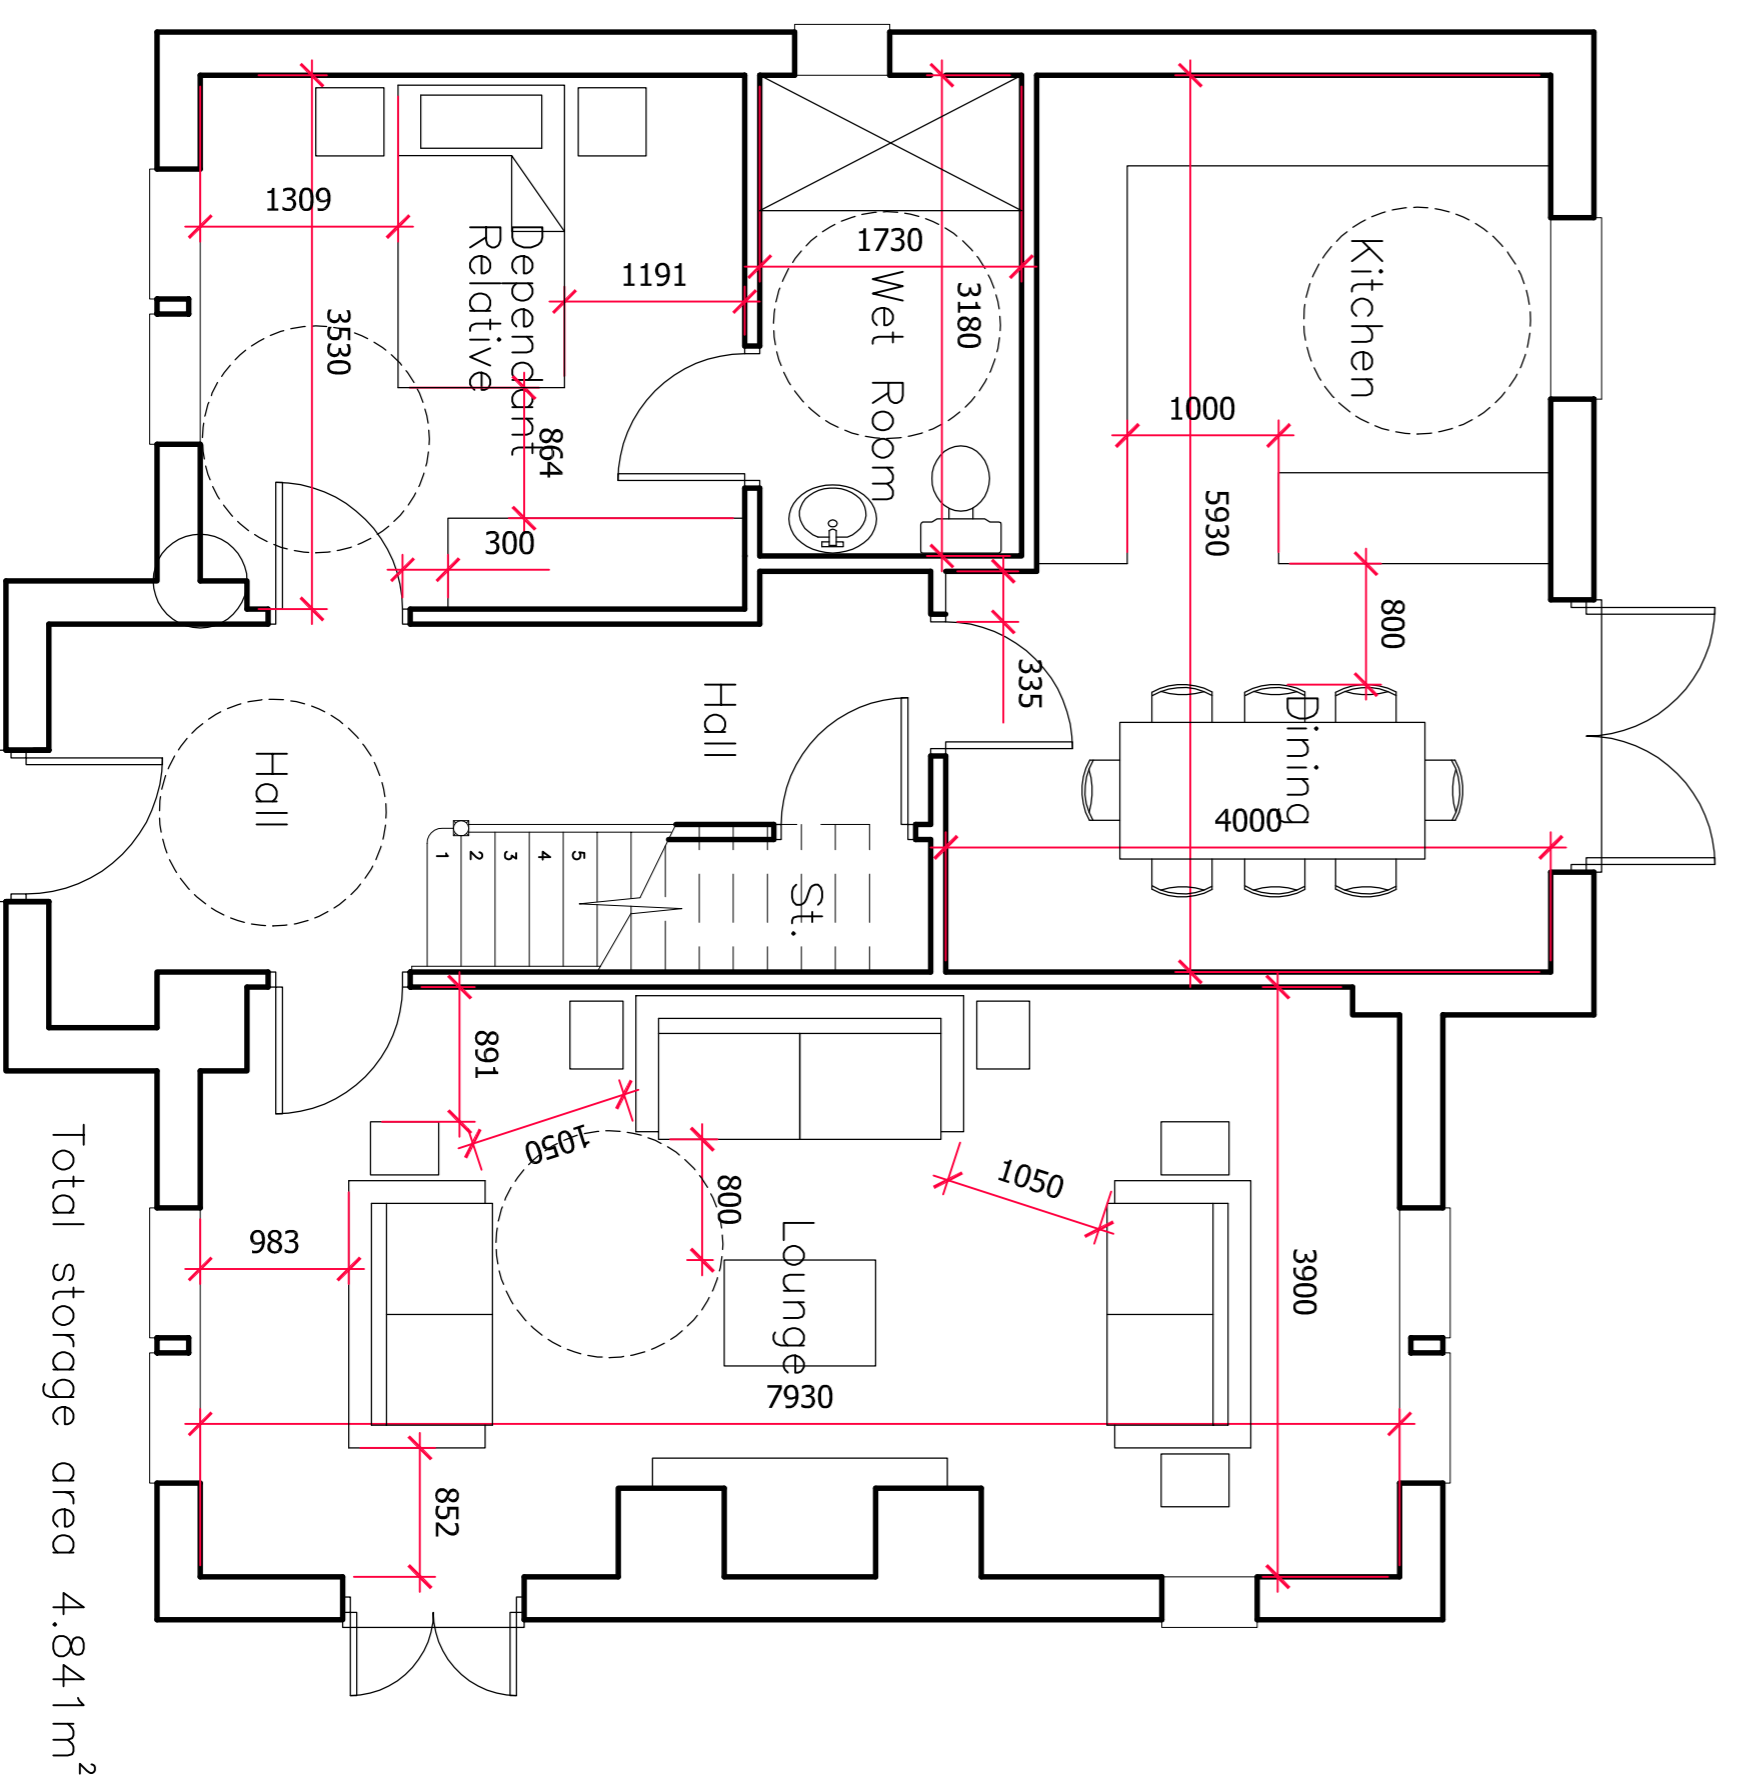 1309
3530
Dependant
Relative
1191
864
300
1730
3180
Wet Room
Kitchen
1000
5930
800
335
Dining
4000
Hall
Hall
1
2
3
4
5
St.
891
1050
800
1050
983
Lounge
3900
7930
852
Total storage area 4.841m²